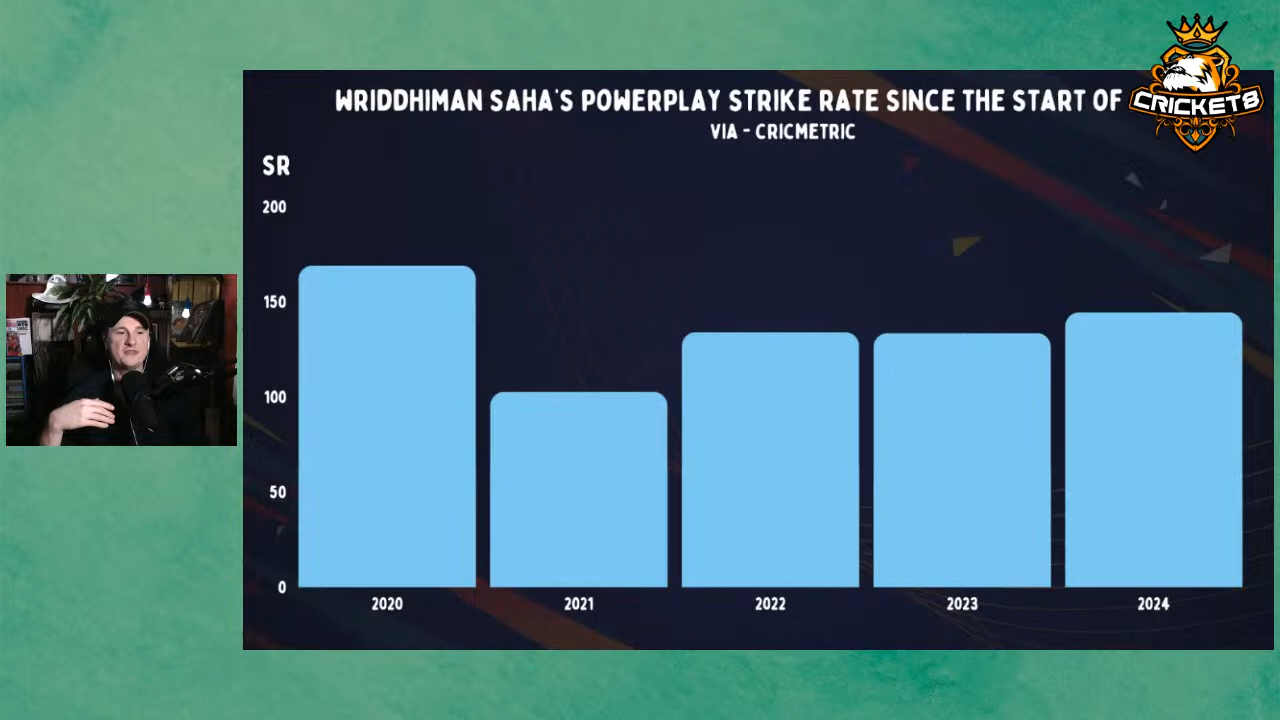 WRIDDHIMAN SAHA'S POWERPLAY STRIKE RATE SINCE THE START OF
VIA - CRICMETRIC
CRICKET8
SR
200
150
100
50
0
2020
2021
2022
2023
2024